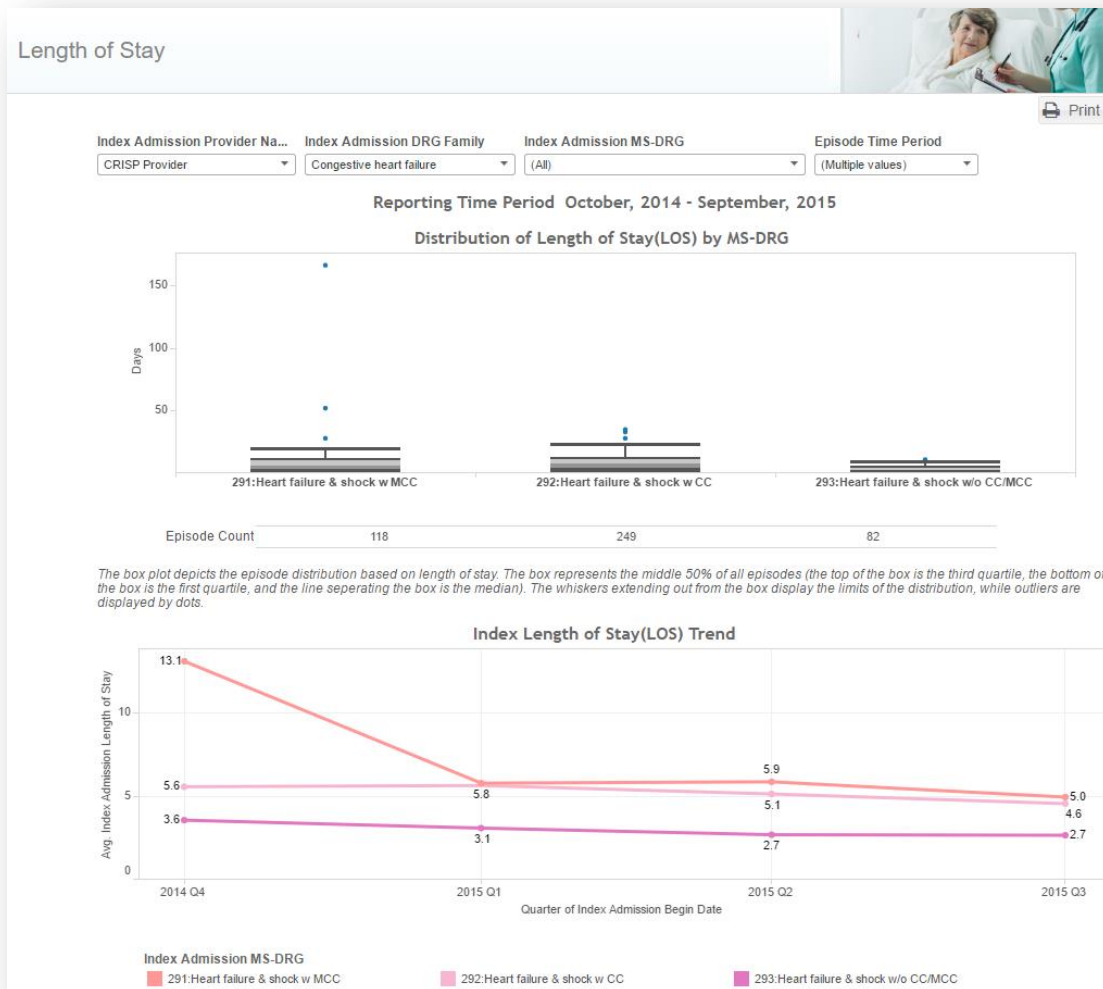 Length of Stay
Print
Index Admission Provider Na... Index Admission DRG Family Index Admission MS-DRG Episode Time Period
CRISP Provider Congestive heart failure (All) (Multiple values)
Reporting Time Period October, 2014 - September, 2015
Distribution of Length of Stay(LOS) by MS-DRG
150
100
50
Days
291:Heart failure & shock w MCC 292:Heart failure & shock w CC 293:Heart failure & shock w/o CC/MCC
Episode Count 118 249 82
The box plot depicts the episode distribution based on length of stay. The box represents the middle 50% of all episodes (the top of the box is the third quartile, the bottom of
the box is the first quartile, and the line seperating the box is the median). The whiskers extending out from the box display the limits of the distribution, while outliers are
displayed by dots.
Index Length of Stay(LOS) Trend
Avg. Index Admission Length of Stay
10
5
0
13.1
5.6 5.8 5.9 5.0
5.1 4.6
3.6 3.1 2.7 2.7
2014 Q4 2015 Q1 2015 Q2 2015 Q3
Quarter of Index Admission Begin Date
Index Admission MS-DRG
291:Heart failure & shock w MCC 292:Heart failure & shock w CC 293:Heart failure & shock w/o CC/MCC